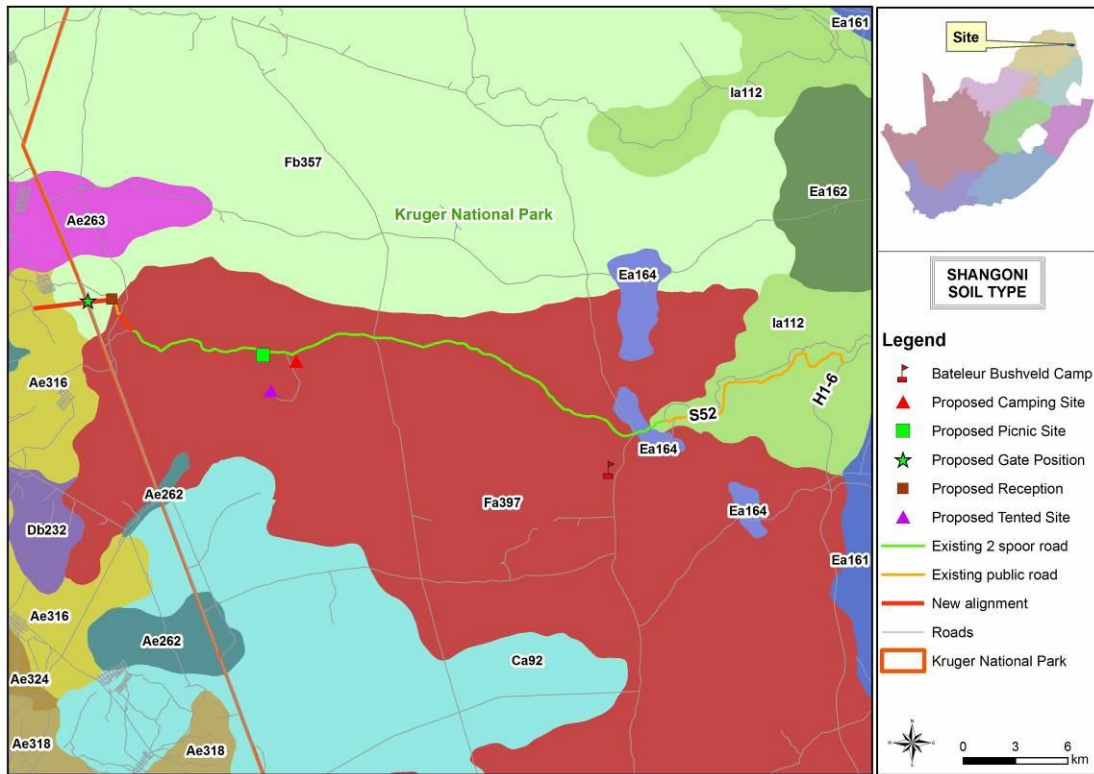 Ea161
Ia112
Fb357
Ea162
Ae263
Kruger National Park
Ea164
Ia112
Ae316
H1-6
S52
Ea164
Ae262
Fa397
Ea164
Db232
Ea161
Ae316
Ae262
Ca92
Ae324
Ae318
Ae318
Site
SHANGONI
SOIL TYPE
Legend
Bateleur Bushveld Camp
Proposed Camping Site
Proposed Picnic Site
Proposed Gate Position
Proposed Reception
Proposed Tented Site
Existing 2 spoor road
Existing public road
New alignment
Roads
Kruger National Park
0 3 6
km